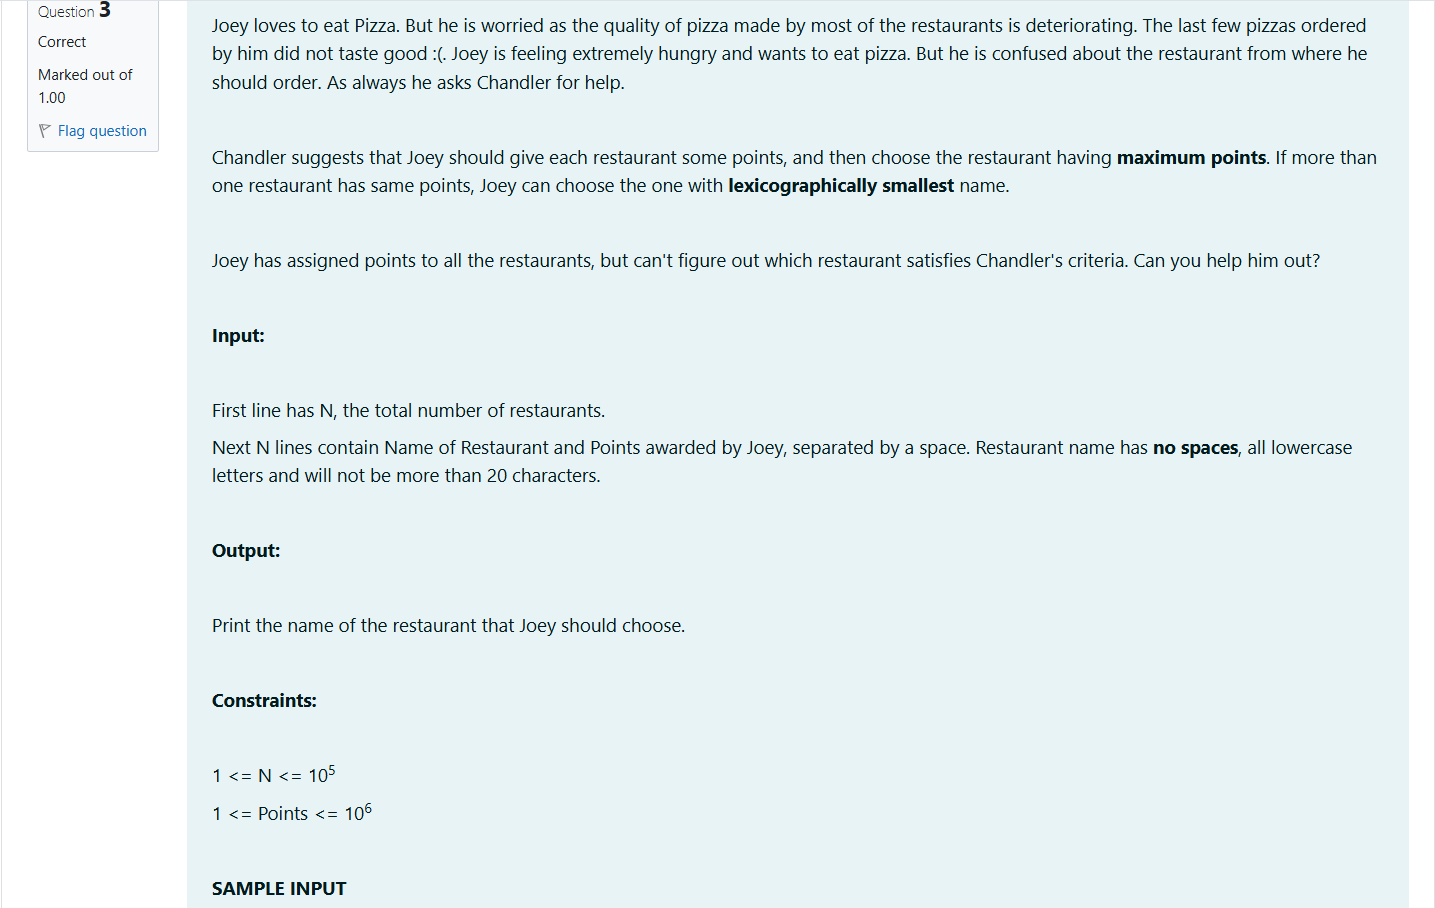 Question 3
Correct
Marked out of
1.00
Flag question
Joey loves to eat Pizza. But he is worried as the quality of pizza made by most of the restaurants is deteriorating. The last few pizzas ordered
by him did not taste good :(. Joey is feeling extremely hungry and wants to eat pizza. But he is confused about the restaurant from where he
should order. As always he asks Chandler for help.
Chandler suggests that Joey should give each restaurant some points, and then choose the restaurant having maximum points. If more than
one restaurant has same points, Joey can choose the one with lexicographically smallest name.
Joey has assigned points to all the restaurants, but can't figure out which restaurant satisfies Chandler's criteria. Can you help him out?
Input:
First line has N, the total number of restaurants.
Next N lines contain Name of Restaurant and Points awarded by Joey, separated by a space. Restaurant name has no spaces, all lowercase
letters and will not be more than 20 characters.
Output:
Print the name of the restaurant that Joey should choose.
Constraints:
1 <= N <= 10⁵
1 <= Points <= 10⁶
SAMPLE INPUT